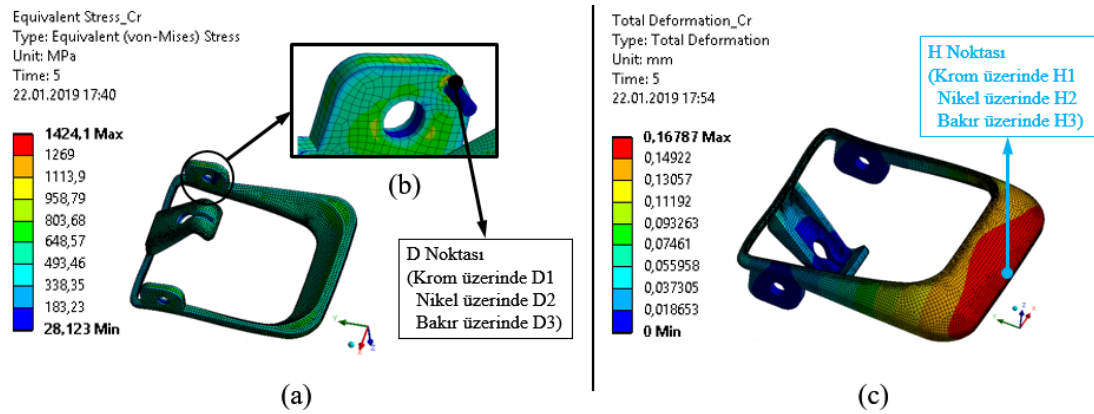 Equivalent Stress_Cr
Type: Equivalent (von-Mises) Stress
Unit: MPa
Time: 5
22.01.2019 17:40
1424,1 Max
1269
1113,9
958,79
803,68
648,57
493,46
338,35
183,23
28,123 Min
(b)
D Noktası
(Krom üzerinde D1
Nikel üzerinde D2
Bakır üzerinde D3)
Y
X
Z
(a)
Total Deformation_Cr
Type: Total Deformation
Unit: mm
Time: 5
22.01.2019 17:54
H Noktası
(Krom üzerinde H1
Nikel üzerinde H2
Bakır üzerinde H3)
0,16787 Max
0,14922
0,13057
0,11192
0,093263
0,07461
0,055958
0,037305
0,018653
0 Min
Z
Y
X
(c)